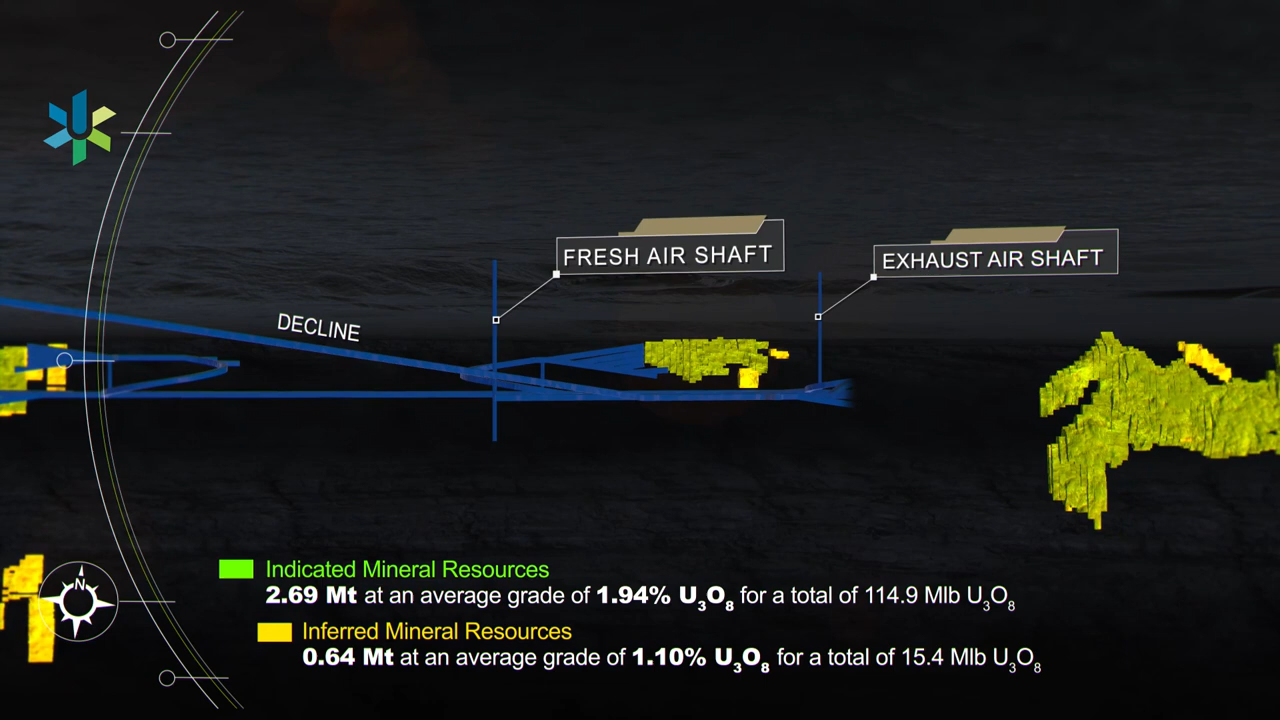 FRESH AIR SHAFT
EXHAUST AIR SHAFT
DECLINE
N
Indicated Mineral Resources
2.69 Mt at an average grade of 1.94% U₃O₈ for a total of 114.9 Mlb U₃O₈
Inferred Mineral Resources
0.64 Mt at an average grade of 1.10% U₃O₈ for a total of 15.4 Mlb U₃O₈